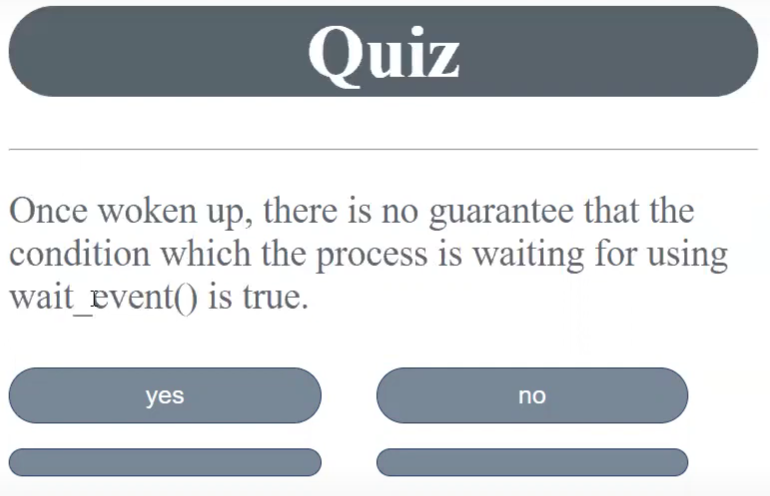 Quiz
Once woken up, there is no guarantee that the
condition which the process is waiting for using
wait_event() is true.
yes
no